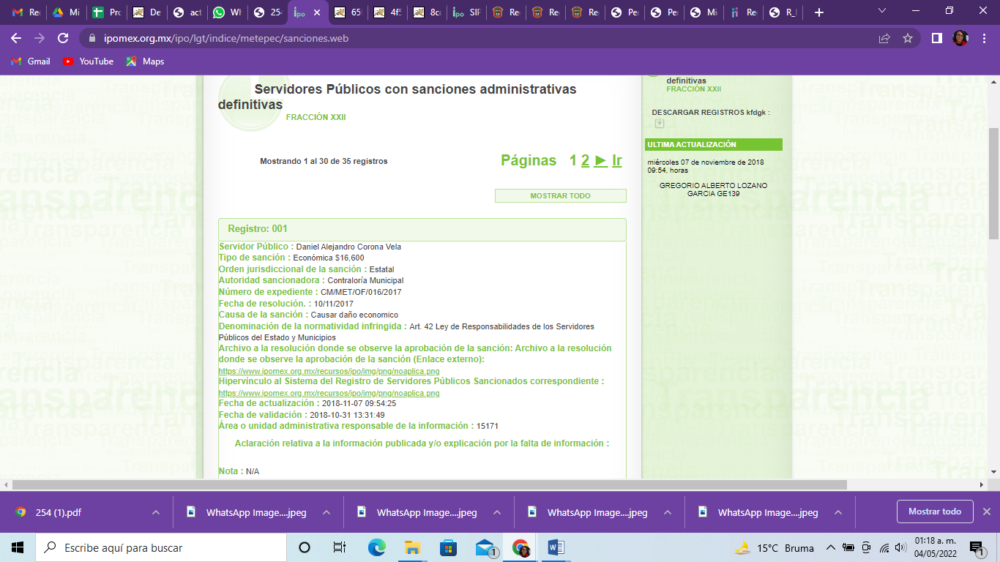 Rec
Mi
Pro
De
act
Wh
254
ipo
65f
4f5
8cc
ipo
SIP
Rec
Rec
Rec
Per
Per
Mi
Rec
R_I
ipomex.org.mx/ipo/lgt/indice/metepec/sanciones.web
Gmail
YouTube
Maps
Servidores Públicos con sanciones administrativas
definitivas
FRACCIÓN XXII
Mostrando 1 al 30 de 35 registros
Páginas 1 2 ► Ir
MOSTRAR TODO
Registro: 001
Servidor Público : Daniel Alejandro Corona Vela
Tipo de sanción : Económica $16,600
Orden jurisdiccional de la sanción : Estatal
Autoridad sancionadora : Contraloría Municipal
Número de expediente : CM/MET/OF/016/2017
Fecha de resolución. : 10/11/2017
Causa de la sanción : Causar daño economico
Denominación de la normatividad infringida : Art. 42 Ley de Responsabilidades de los Servidores
Públicos del Estado y Municipios
Archivo a la resolución donde se observe la aprobación de la sanción: Archivo a la resolución
donde se observe la aprobación de la sanción (Enlace externo):
https://www.ipomex.org.mx/recursos/ipo/img/png/noaplica.png
Hipervínculo al Sistema del Registro de Servidores Públicos Sancionados correspondiente :
https://www.ipomex.org.mx/recursos/ipo/img/png/noaplica.png
Fecha de actualización : 2018-11-07 09:54:25
Fecha de validación : 2018-10-31 13:31:49
Área o unidad administrativa responsable de la información : 15171
Aclaración relativa a la información publicada y/o explicación por la falta de información :
Nota : N/A
definitivas
FRACCIÓN XXII
DESCARGAR REGISTROS kfdgk :
ULTIMA ACTUALIZACIÓN
miércoles 07 de noviembre de 2018
09:54, horas
GREGORIO ALBERTO LOZANO
GARCIA GE139
254 (1).pdf
WhatsApp Image....jpeg
WhatsApp Image....jpeg
WhatsApp Image....jpeg
WhatsApp Image....jpeg
Mostrar todo
Escribe aquí para buscar
1
15°C Bruma
01:18 a. m.
04/05/2022
1